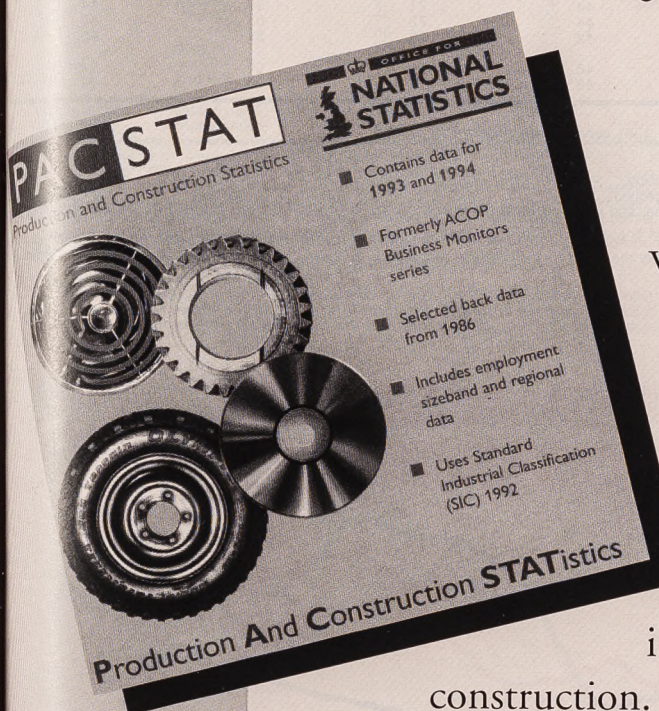 PACSTAT
Production and Construction Statistics
OFFICE FOR
NATIONAL
STATISTICS
Contains data for
1993 and 1994
Formerly ACOP
Business Monitors
series
Selected back data
from 1986
Includes employment
sizeband and regional
data
Uses Standard
Industrial Classification
(SIC) 1992
Production And Construction STATistics
construction.